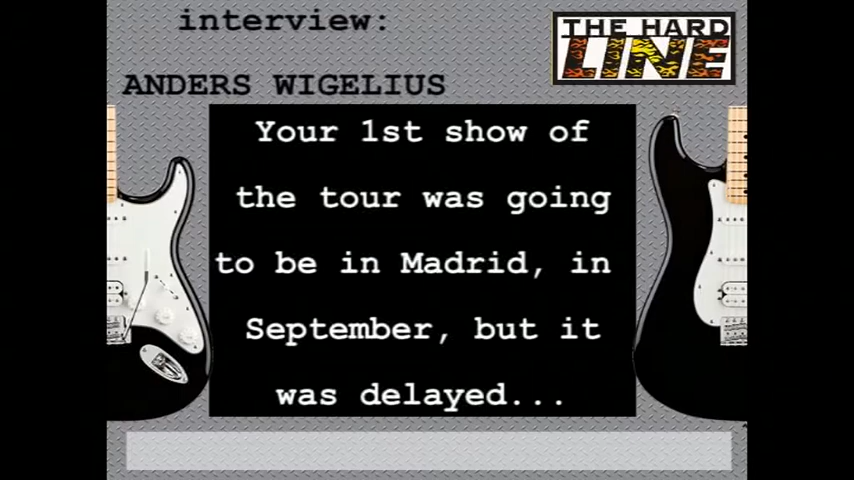 interview:
THE HARD
LINE
ANDERS WIGELIUS
Your 1st show of
the tour was going
to be in Madrid, in
September, but it
was delayed...